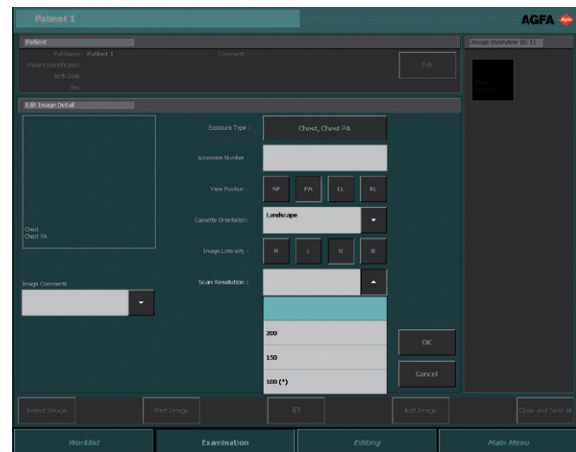 Patient 1
AGFA
Patient
Image Overview (0/1)
Full Name : Patient 1
Comments
Patient Identification :
Birth Date :
Sex :
Edit
Edit Image Detail
Exposure Type :
Chest, Chest PA
Accession Number :
View Position :
AP
PA
LL
RL
Cassette Orientation:
Landscape
Chest
Chest PA
Image Laterality :
R
L
U
B
Image Comments
Scan Resolution :
200
150
100 (*)
OK
Cancel
Reject Image
Print Image
ID
Add Image
Close and Send All
Worklist
Examination
Editing
Main Menu